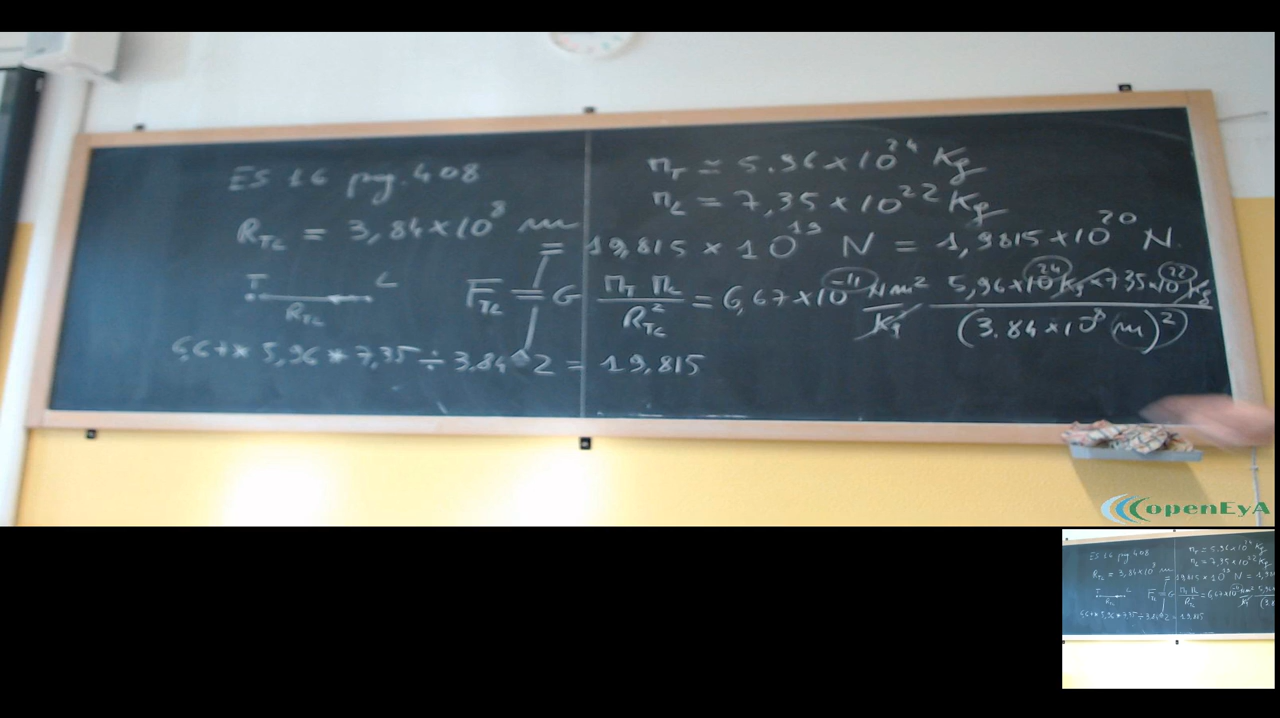 ES 16 pag. 408
R_TL = 3,84×10^8 m
T L
R_TL
M_T ≃ 5.96×10^24 Kg
M_L = 7,35×10^22 Kg
= 19,815 × 10^19 N = 1,9815×10^20 N
F_TL = G M_T M_L / R_TL^2 = 6,67×10^-11 N m^2 / Kg 5,96×10^24 Kg × 7,35×10^22 Kg / (3.84×10^8 m)^2
6,67 * 5,96 * 7,35 ÷ 3.84 ^ 2 = 19,815
openEyA